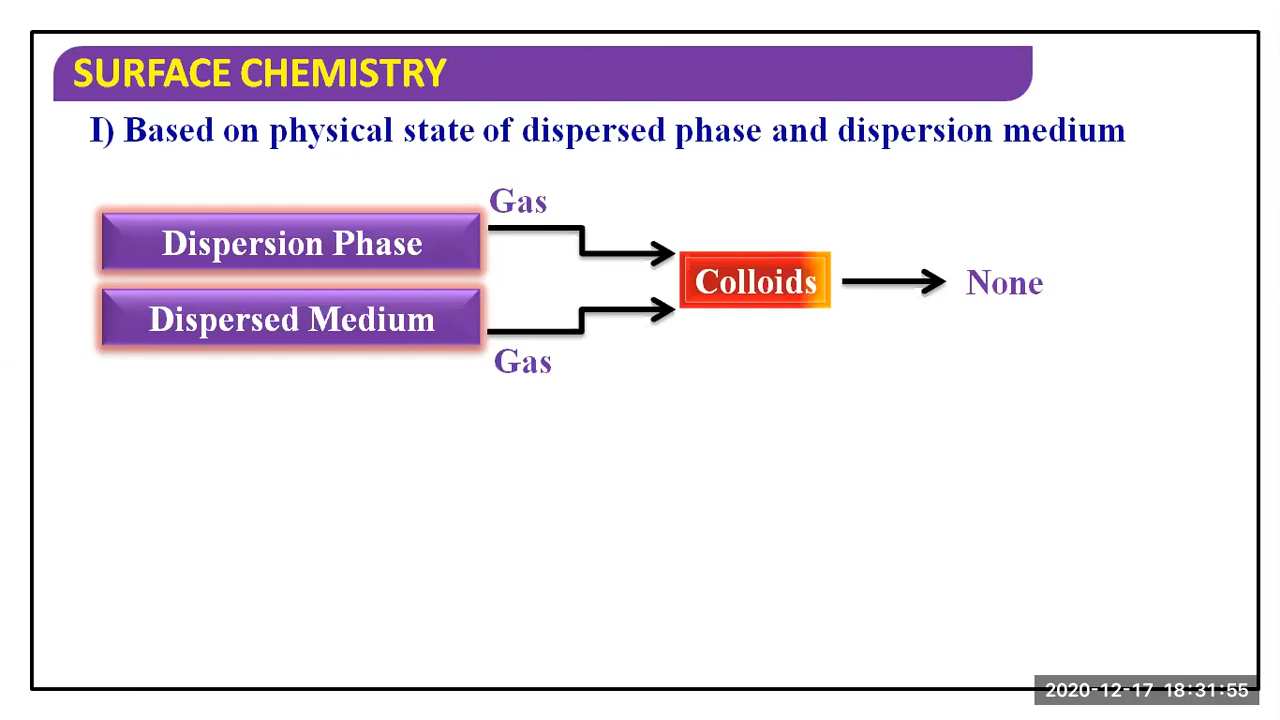 SURFACE CHEMISTRY
I) Based on physical state of dispersed phase and dispersion medium
Gas
Dispersion Phase
Colloids
None
Dispersed Medium
Gas
2020-12-17 18:31:55